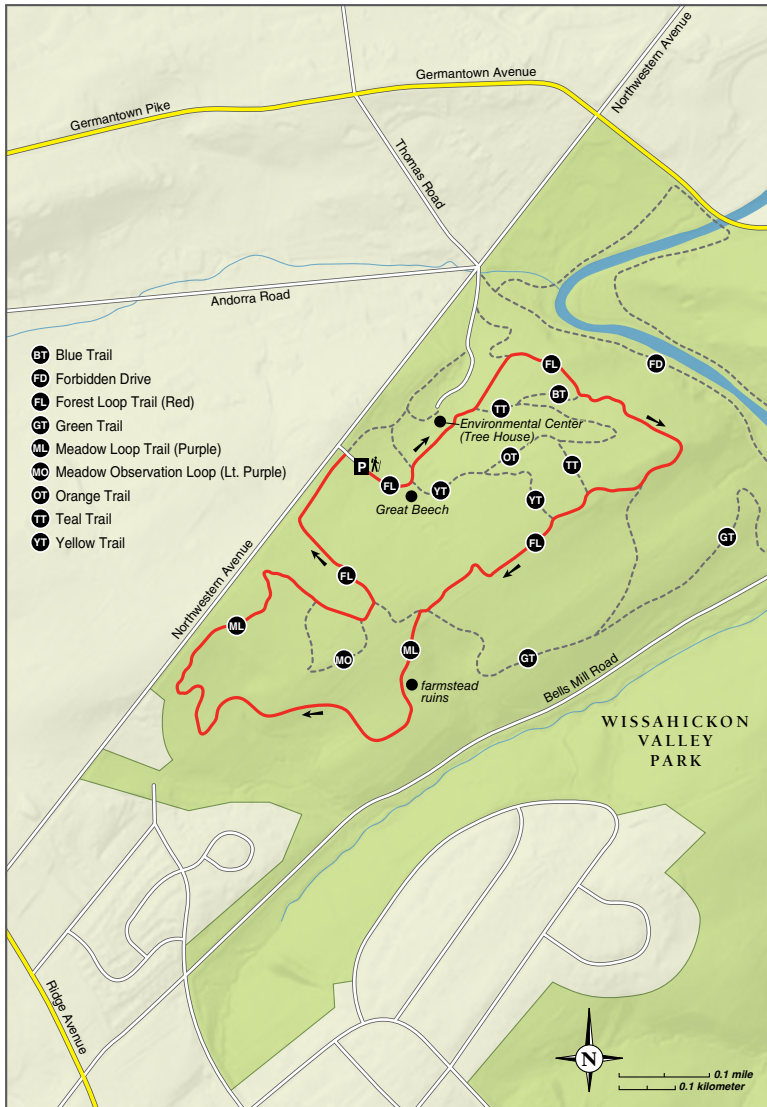 Germantown Avenue
Northwestern Avenue
Germantown Pike
Thomas Road
Andorra Road
BT Blue Trail
FD Forbidden Drive
FL Forest Loop Trail (Red)
GT Green Trail
ML Meadow Loop Trail (Purple)
MO Meadow Observation Loop (Lt. Purple)
OT Orange Trail
TT Teal Trail
YT Yellow Trail
FL
FD
BT
TT
Environmental Center
(Tree House)
OT
TT
P
FL
YT
YT
Great Beech
GT
FL
FL
Northwestern Avenue
ML
ML
MO
GT
farmstead
ruins
Bells Mill Road
WISSAHICKON
VALLEY
PARK
Ridge Avenue
N
0.1 mile
0.1 kilometer